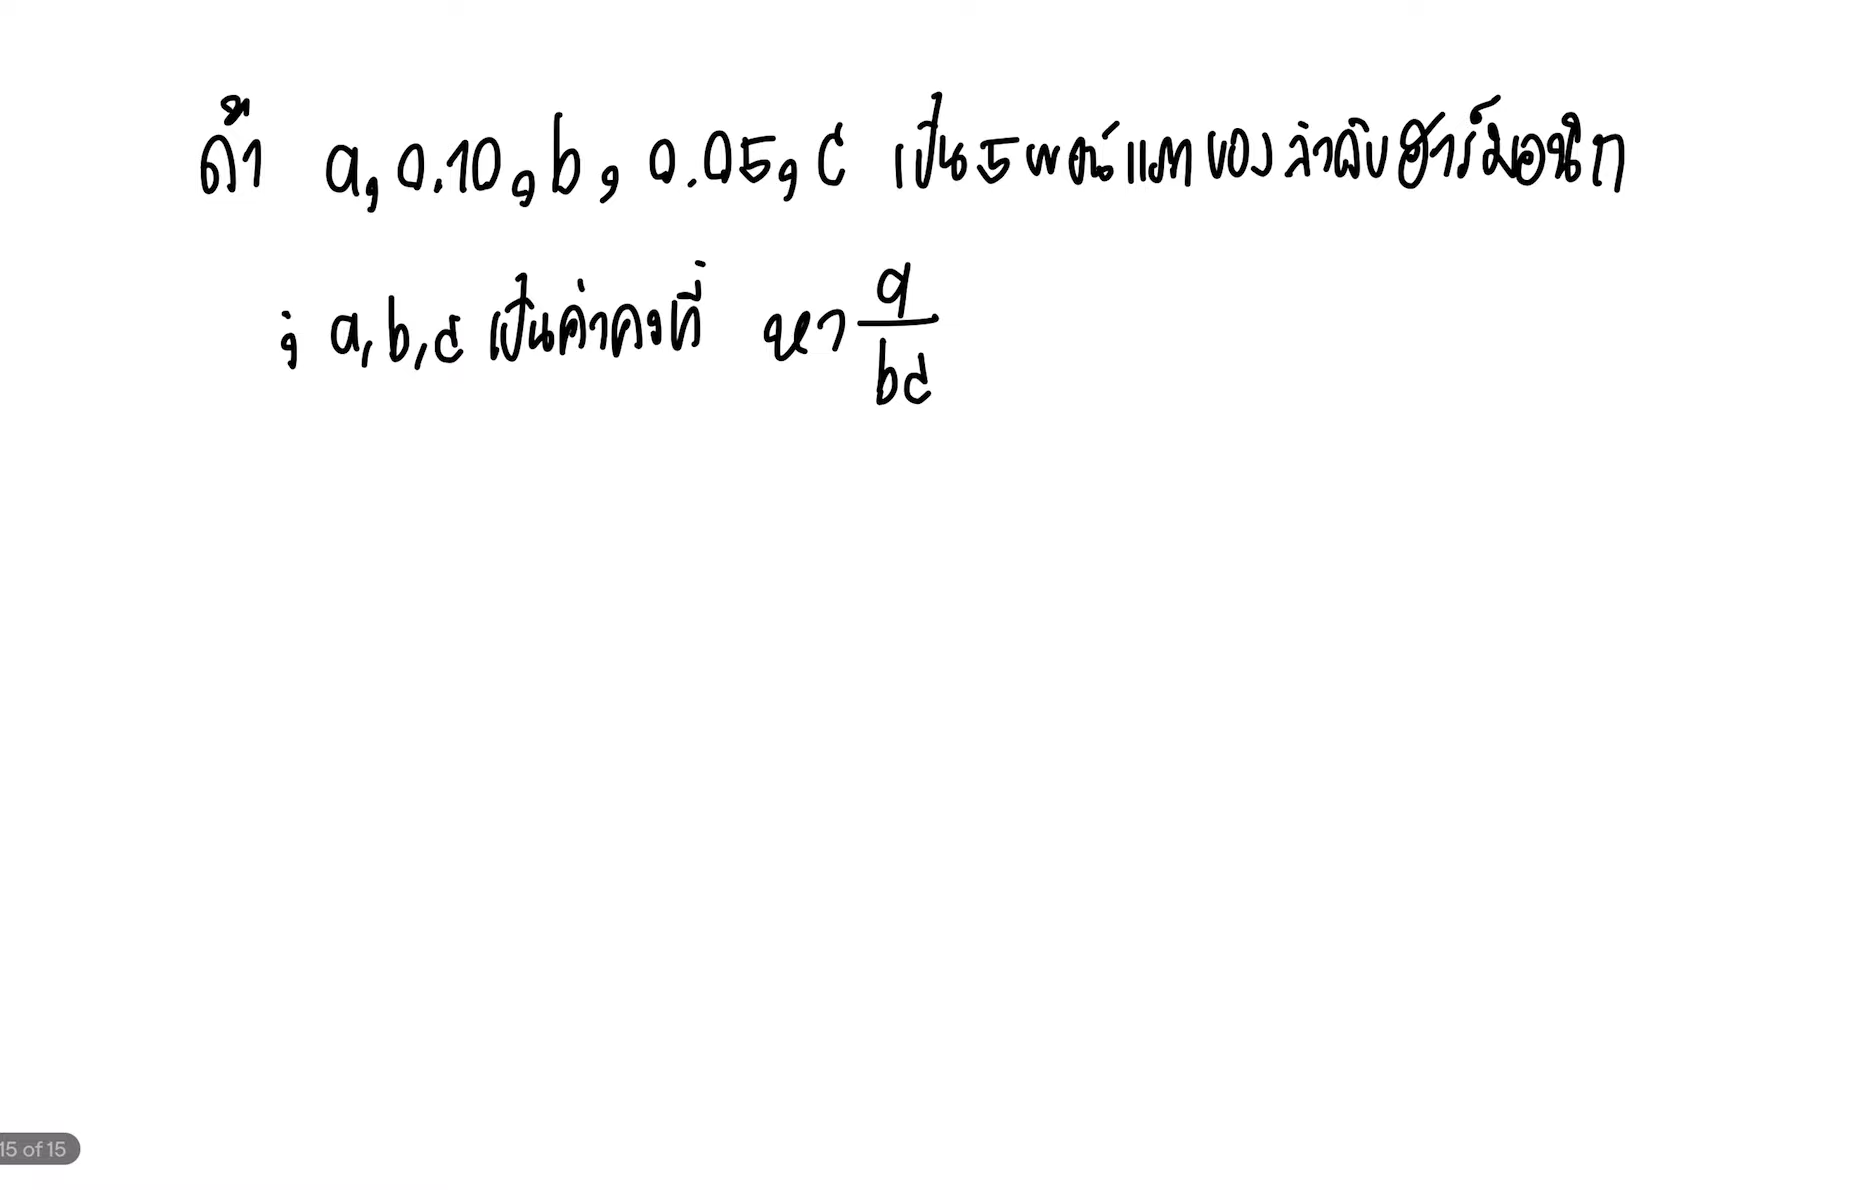 ถ้า a, 0.10, b, 0.05, c เป็น 5 พจน์แรกของลำดับฮาร์มอนิก
; a, b, c เป็นค่าคงที่ หา a/bc
15 of 15